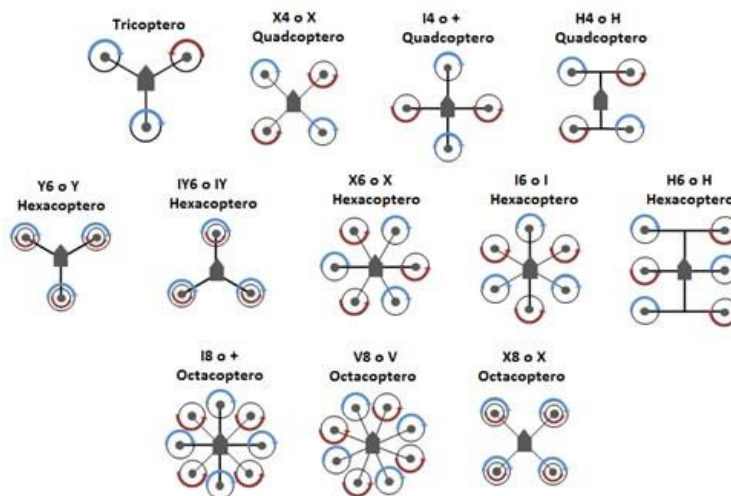 Tricoptero
X4 o X
Quadcoptero
I4 o +
Quadcoptero
H4 o H
Quadcoptero
Y6 o Y
Hexacoptero
IY6 o IY
Hexacoptero
X6 o X
Hexacoptero
I6 o I
Hexacoptero
H6 o H
Hexacoptero
I8 o +
Octacoptero
V8 o V
Octacoptero
X8 o X
Octacoptero